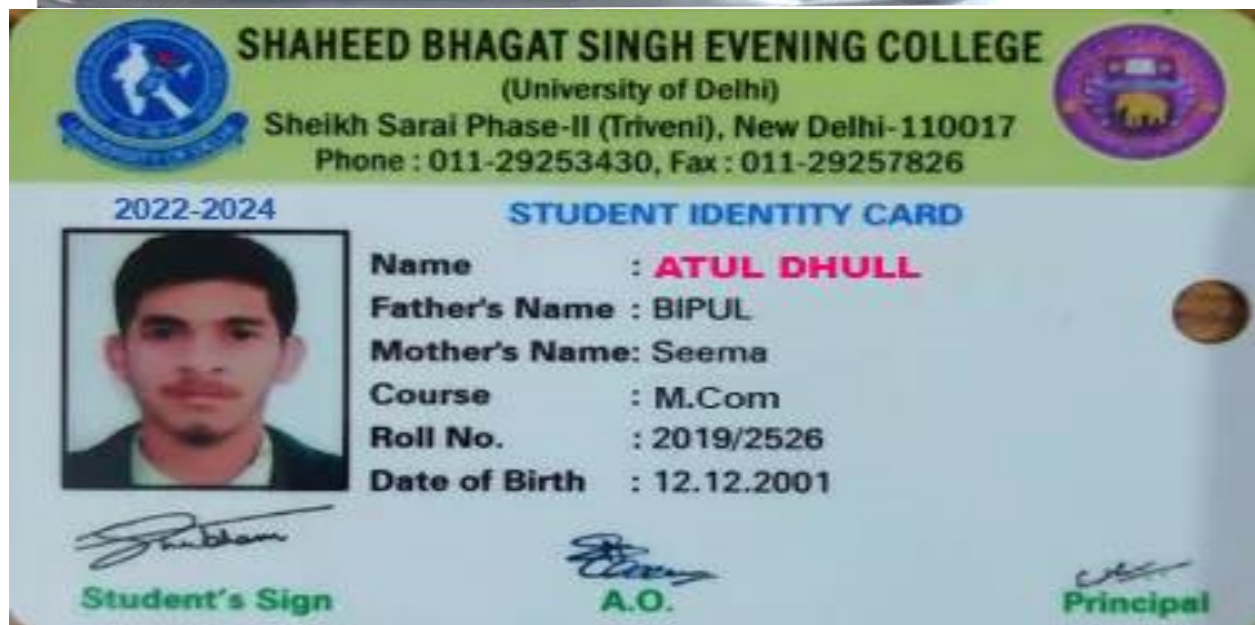 SHAHEED BHAGAT SINGH EVENING COLLEGE
(University of Delhi)
Sheikh Sarai Phase-II (Triveni), New Delhi-110017
Phone : 011-29253430, Fax : 011-29257826
2022-2024
STUDENT IDENTITY CARD
Name : ATUL DHULL
Father's Name : BIPUL
Mother's Name: Seema
Course : M.Com
Roll No. : 2019/2526
Date of Birth : 12.12.2001
Shubham
Student's Sign
A.O.
Principal